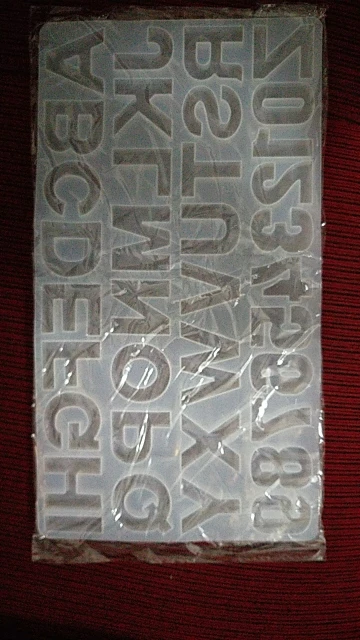 ABCDEFGHI
JKLMNOPQ
RSTUVWXY
Z0123456789